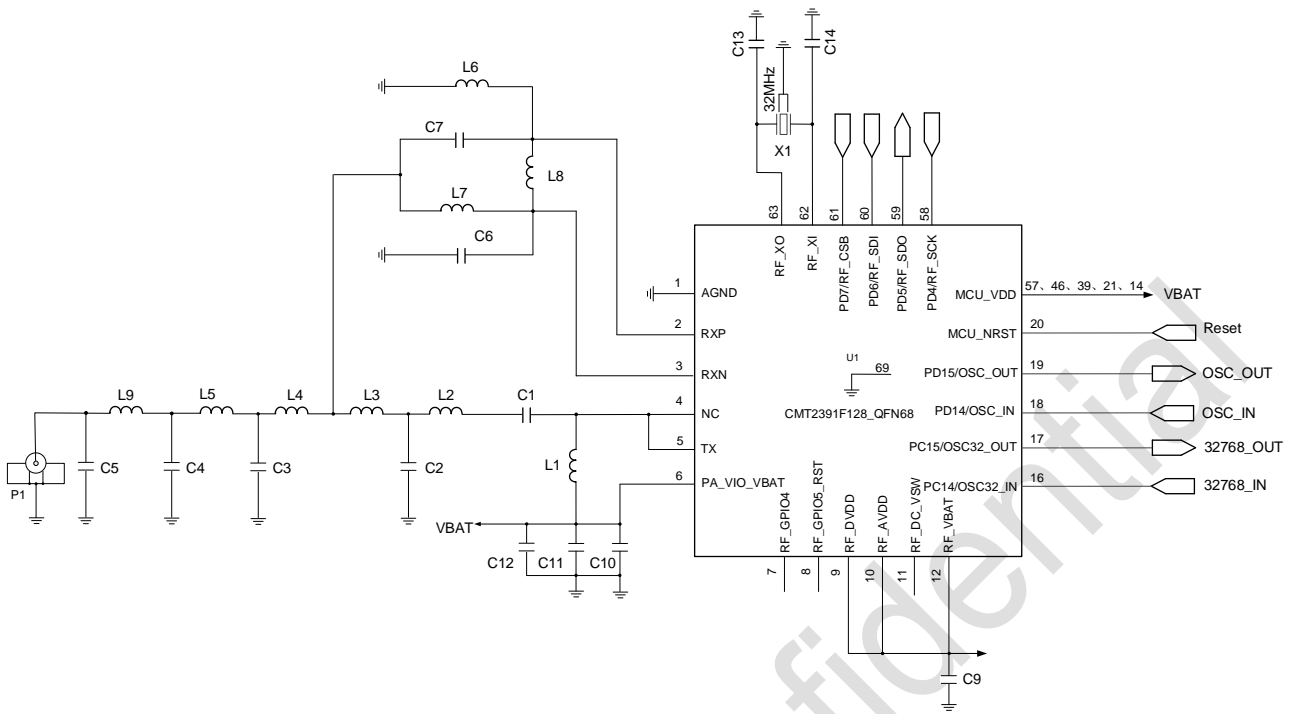 C13
C14
32MHz
X1
L6
C7
L8
L7
C6
63
62
61
60
59
58
RF_XO
RF_XI
PD7/RF_CSB
PD6/RF_SDI
PD5/RF_SDO
PD4/RF_SCK
1
AGND
2
RXP
3
RXN
4
NC
5
TX
6
PA_VIO_VBAT
MCU_VDD
57、46、39、21、14
VBAT
MCU_NRST
20
Reset
PD15/OSC_OUT
19
OSC_OUT
PD14/OSC_IN
18
OSC_IN
PC15/OSC32_OUT
17
32768_OUT
PC14/OSC32_IN
16
32768_IN
U1
69
CMT2391F128_QFN68
L9
L5
L4
L3
L2
C1
C5
C4
C3
C2
L1
P1
VBAT
C12
C11
C10
RF_GPIO4
RF_GPIO5_RST
RF_DVDD
RF_AVDD
RF_DC_VSW
RF_VBAT
7
8
9
10
11
12
C9
fidential